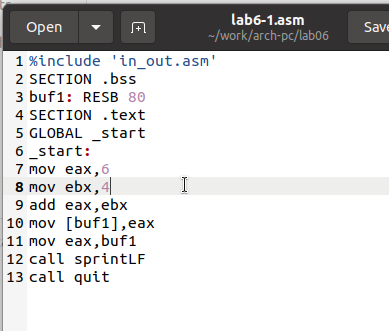 Open
lab6-1.asm
~/work/arch-pc/lab06
Save
1 %include 'in_out.asm'
2 SECTION .bss
3 buf1: RESB 80
4 SECTION .text
5 GLOBAL _start
6 _start:
7 mov eax,6
8 mov ebx,4
9 add eax,ebx
10 mov [buf1],eax
11 mov eax,buf1
12 call sprintLF
13 call quit